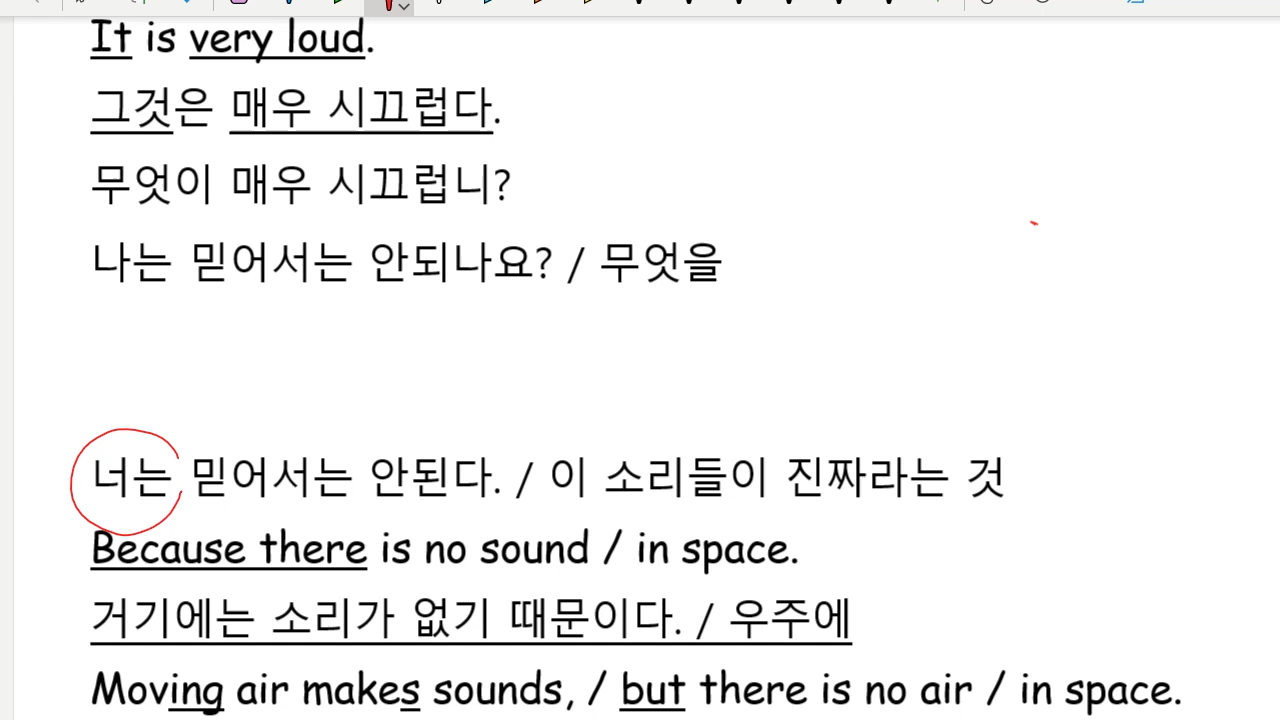 It is very loud.
그것은 매우 시끄럽다.
무엇이 매우 시끄럽니?
나는 믿어서는 안되나요? / 무엇을
너는 믿어서는 안된다. / 이 소리들이 진짜라는 것
Because there is no sound / in space.
거기에는 소리가 없기 때문이다. / 우주에
Moving air makes sounds, / but there is no air / in space.